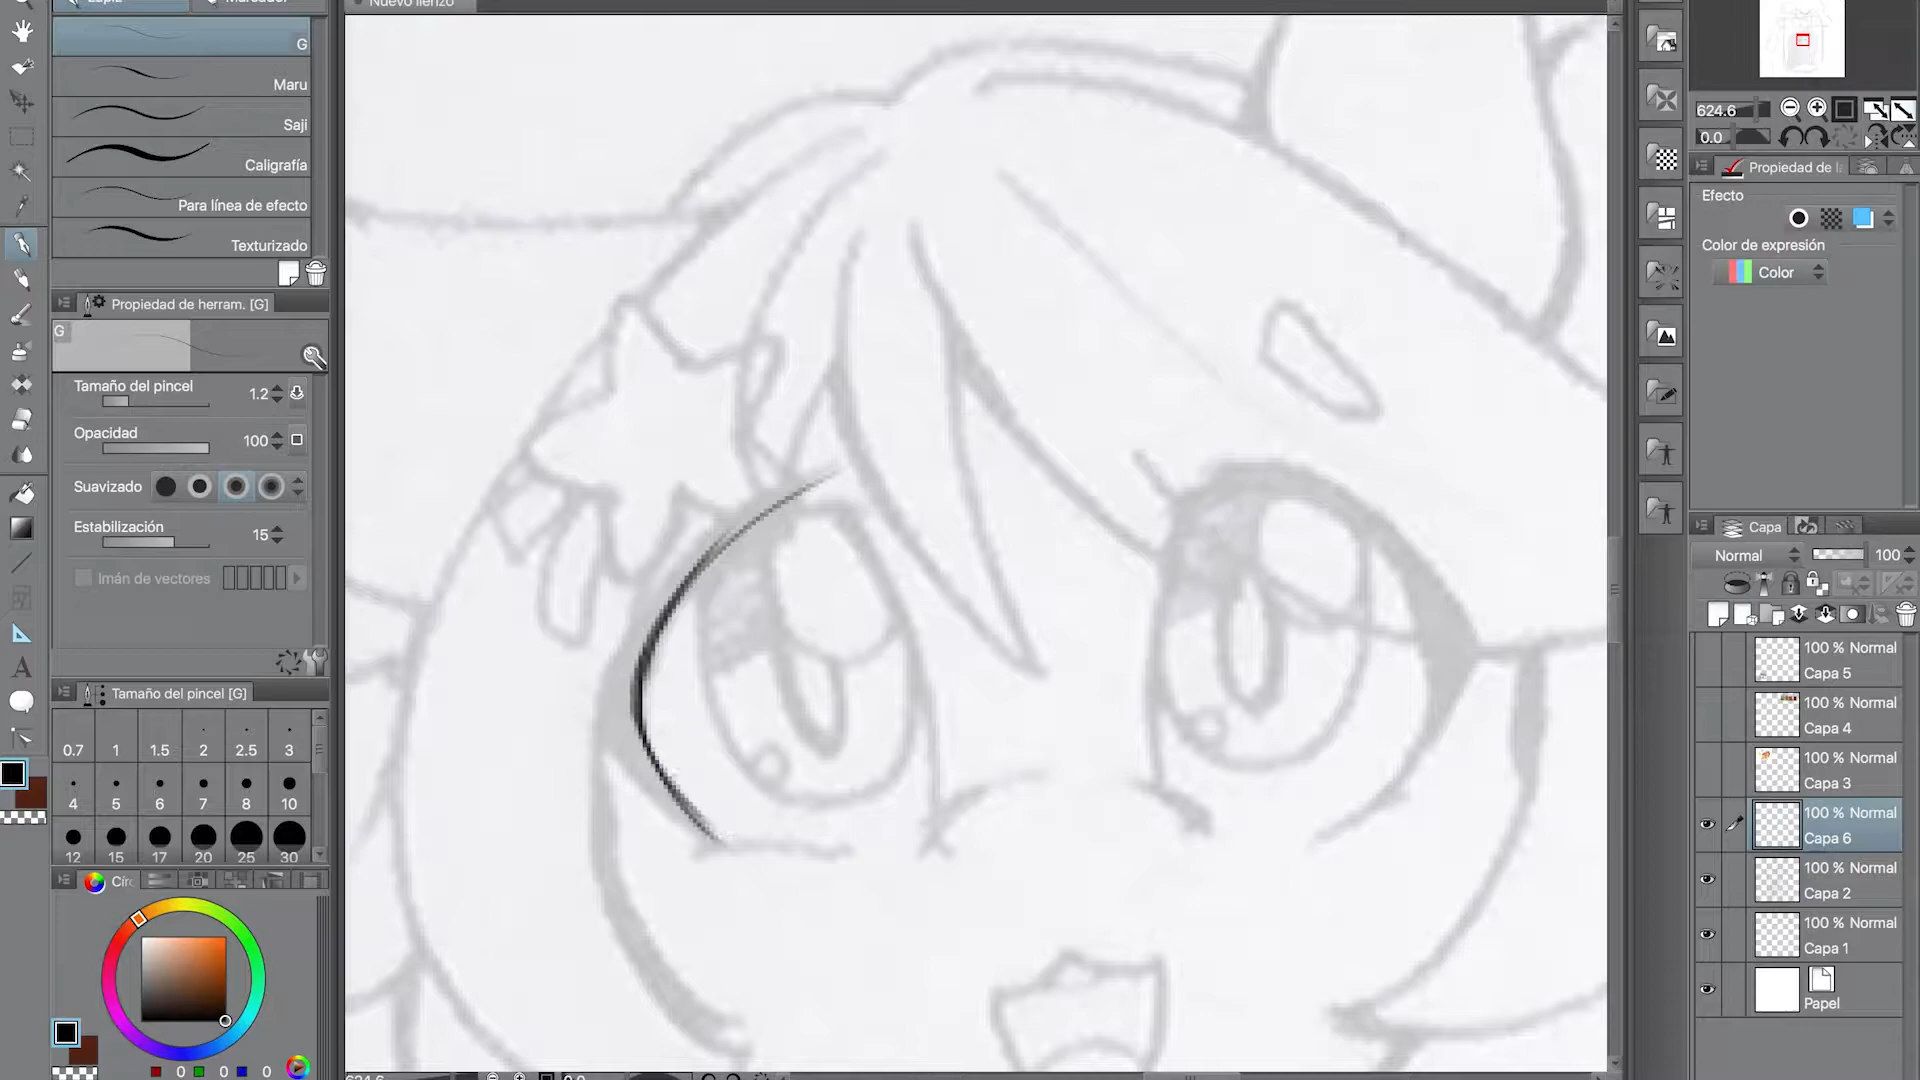 Lápiz
Marcador
Nuevo lienzo
G
Maru
Saji
Caligrafía
Para línea de efecto
Texturizado
Propiedad de herram. [G]
G
Tamaño del pincel
1.2
Opacidad
100
Suavizado
Estabilización
15
Imán de vectores
Tamaño del pincel [G]
0.7 1 1.5 2 2.5 3
4 5 6 7 8 10
12 15 17 20 25 30
Círc
0 0 0
624.6
0.0
624.6
0.0
Propiedad de la
Efecto
Color de expresión
Color
Capa
Normal
100
100 % Normal
Capa 5
100 % Normal
Capa 4
100 % Normal
Capa 3
100 % Normal
Capa 6
100 % Normal
Capa 2
100 % Normal
Capa 1
Papel